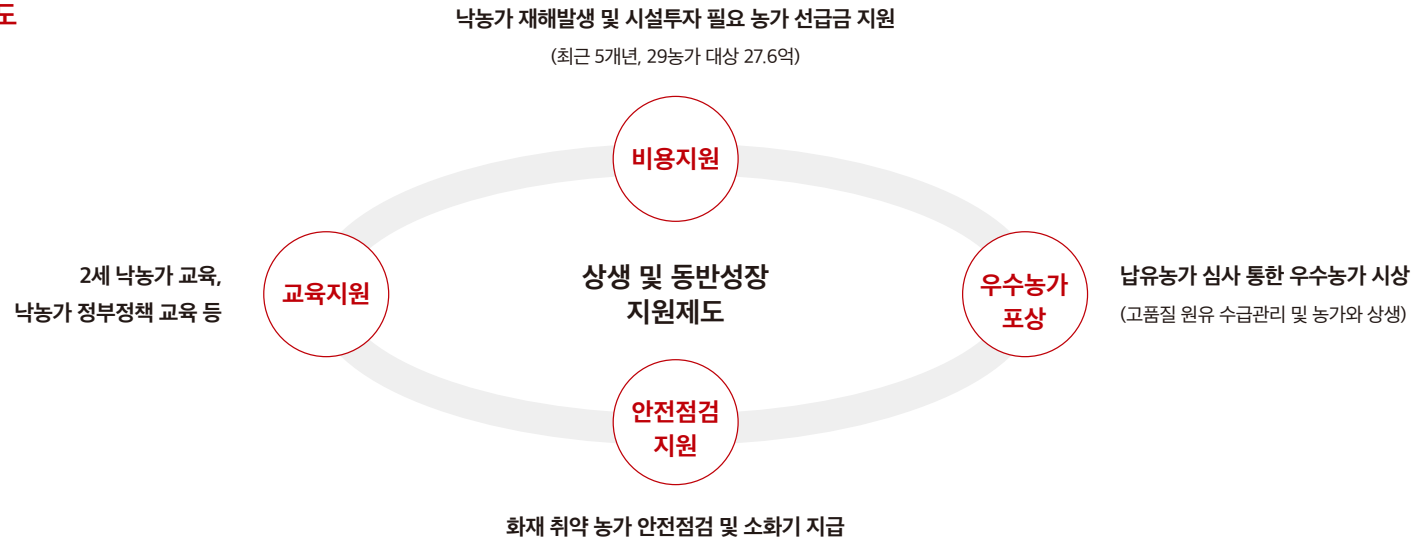 도
낙농가 재해발생 및 시설투자 필요 농가 선급금 지원
(최근 5개년, 29농가 대상 27.6억)
비용지원
2세 낙농가 교육,
낙농가 정부정책 교육 등
교육지원
상생 및 동반성장
지원제도
우수농가
포상
납유농가 심사 통한 우수농가 시상
(고품질 원유 수급관리 및 농가와 상생)
안전점검
지원
화재 취약 농가 안전점검 및 소화기 지급